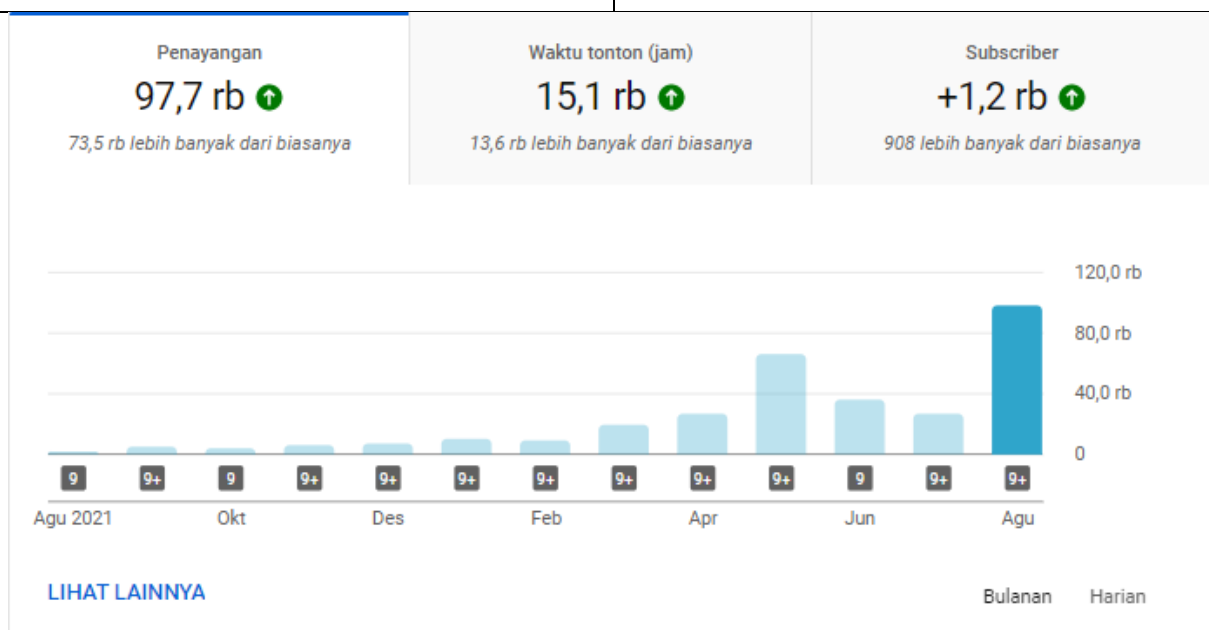 Penayangan
97,7 rb
73,5 rb lebih banyak dari biasanya
Waktu tonton (jam)
15,1 rb
13,6 rb lebih banyak dari biasanya
Subscriber
+1,2 rb
908 lebih banyak dari biasanya
120,0 rb
80,0 rb
40,0 rb
0
9 9+ 9 9+ 9+ 9+ 9+ 9+ 9+ 9+ 9 9+ 9+
Agu 2021 Okt Des Feb Apr Jun Agu
LIHAT LAINNYA
Bulanan Harian